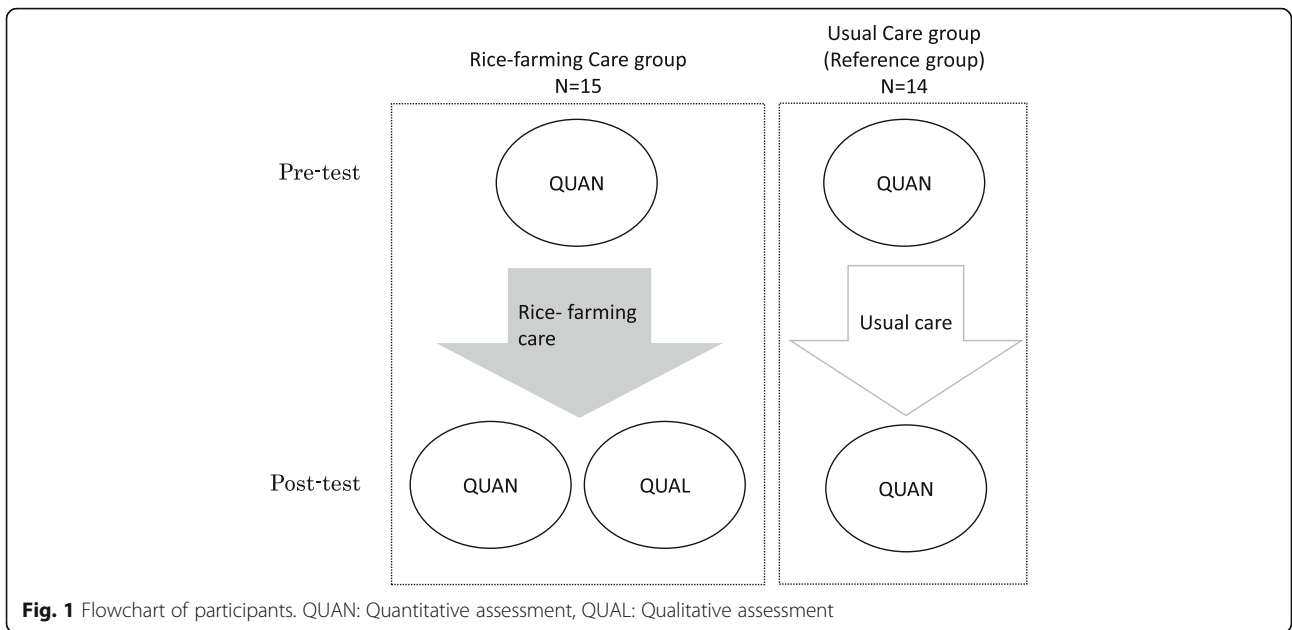 Rice-farming Care group
N=15
Usual Care group
(Reference group)
N=14
Pre-test
QUAN
QUAN
Rice- farming
care
Usual care
Post-test
QUAN
QUAL
QUAN
Fig. 1 Flowchart of participants. QUAN: Quantitative assessment, QUAL: Qualitative assessment